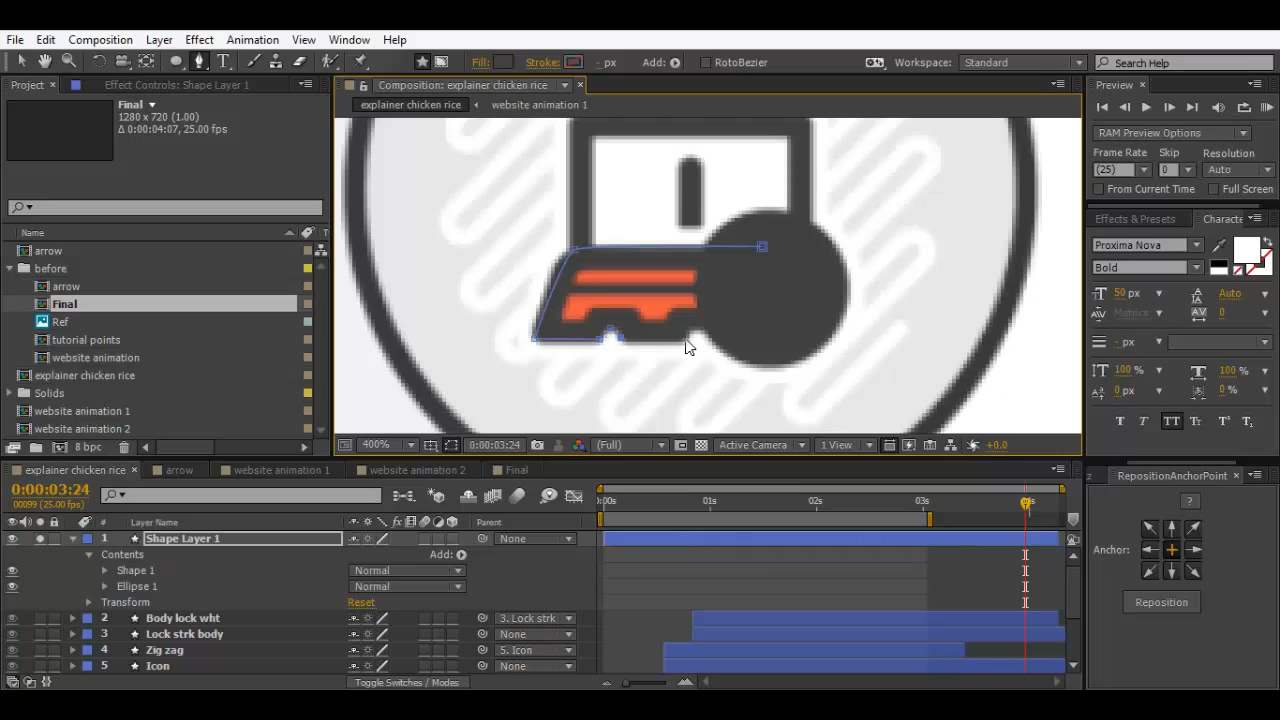 File Edit Composition Layer Effect Animation View Window Help
Fill: Stroke: - px Add: RotoBezier Workspace: Standard Search Help
Project Effect Controls: Shape Layer 1
Final
1280 x 720 (1.00)
Δ 0:00:04:07, 25.00 fps
Name
arrow
before
arrow
Final
Ref
tutorial points
website animation
explainer chicken rice
Solids
website animation 1
website animation 2
8 bpc
Composition: explainer chicken rice
explainer chicken rice website animation 1
400% 0:00:03:24 (Full) Active Camera 1 View +0.0
Preview
RAM Preview Options
Frame Rate Skip Resolution
(25) 0 Auto
From Current Time Full Screen
Effects & Presets Characte
Proxima Nova
Bold
50 px Auto
Metrics 0
- px
100 % 100 %
0 px 0 %
T T TT Tт T¹ T₁
explainer chicken rice arrow website animation 1 website animation 2 Final
0:00:03:24
00099 (25.00 fps)
# Layer Name Parent
1 Shape Layer 1 None
Contents Add:
Shape 1 Normal
Ellipse 1 Normal
Transform Reset
2 Body lock wht 3. Lock strk
3 Lock strk body None
4 Zig zag 5. Icon
5 Icon None
Toggle Switches / Modes
:00s 01s 02s 03s
RepositionAnchorPoint
?
Anchor:
Reposition